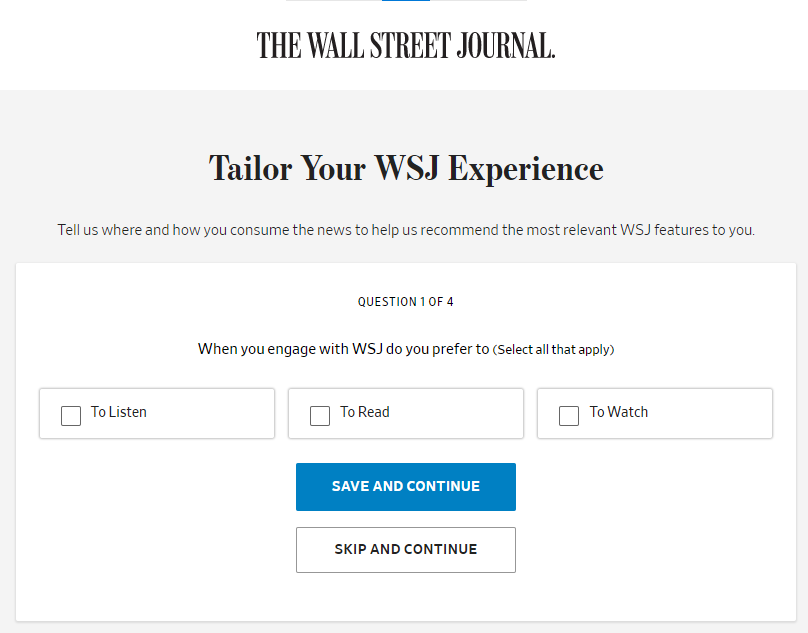 THE WALL STREET JOURNAL.
Tailor Your WSJ Experience
Tell us where and how you consume the news to help us recommend the most relevant WSJ features to you.
QUESTION 1 OF 4
When you engage with WSJ do you prefer to (Select all that apply)
To Listen
To Read
To Watch
SAVE AND CONTINUE
SKIP AND CONTINUE